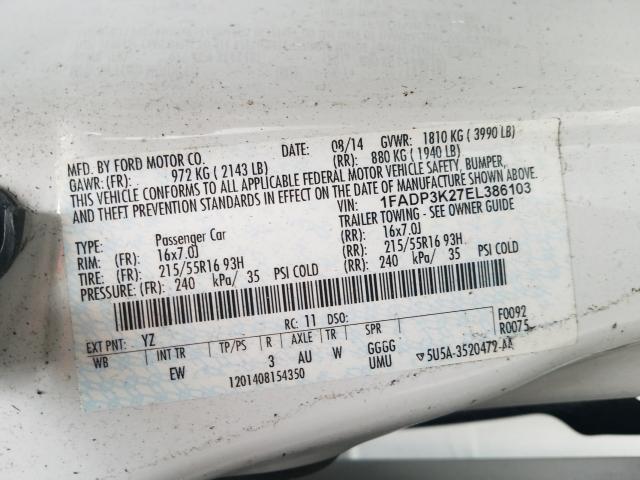 MFD. BY FORD MOTOR CO. DATE: 08/14 GVWR: 1810 KG ( 3990 LB)
GAWR: (FR): 972 KG ( 2143 LB) (RR): 880 KG ( 1940 LB)
THIS VEHICLE CONFORMS TO ALL APPLICABLE FEDERAL MOTOR VEHICLE SAFETY, BUMPER,
AND THEFT PREVENTION STANDARDS IN EFFECT ON THE DATE OF MANUFACTURE SHOWN ABOVE.
VIN: 1FADP3K27EL386103
TYPE: Passenger Car TRAILER TOWING - SEE OWNER GUIDE
RIM: (FR): 16x7.0J (RR): 16x7.0J
TIRE: (FR): 215/55R16 93H (RR): 215/55R16 93H
PRESSURE: (FR): 240 kPa/ 35 PSI COLD (RR): 240 kPa/ 35 PSI COLD
EXT PNT: YZ RC: 11 DSO: F0092
WB INT TR TP/PS R AXLE TR SPR R0075
EW 3 AU W GGGG
UMU
1201408154350
5U5A-3520472-AA